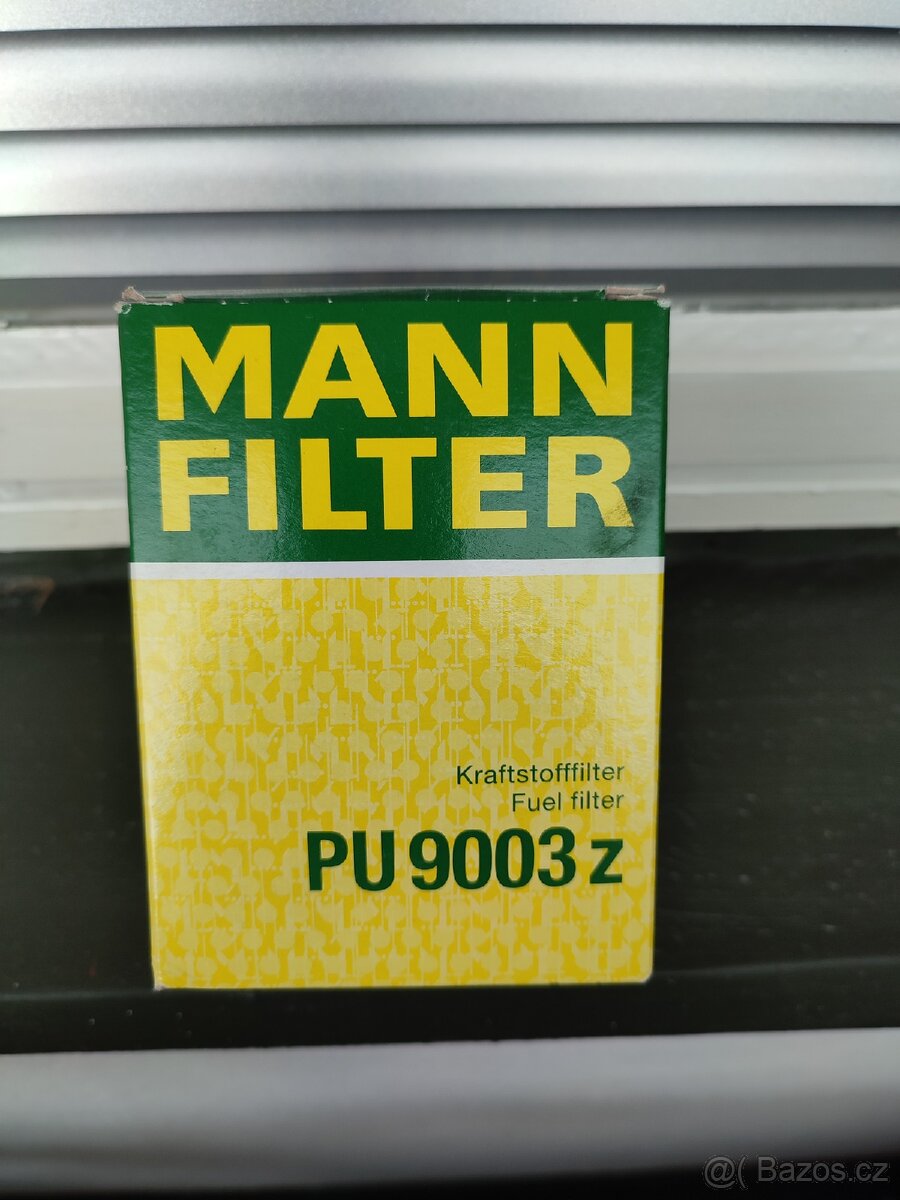 MANN
FILTER
Kraftstofffilter
Fuel filter
PU 9003 z
@( Bazos.cz